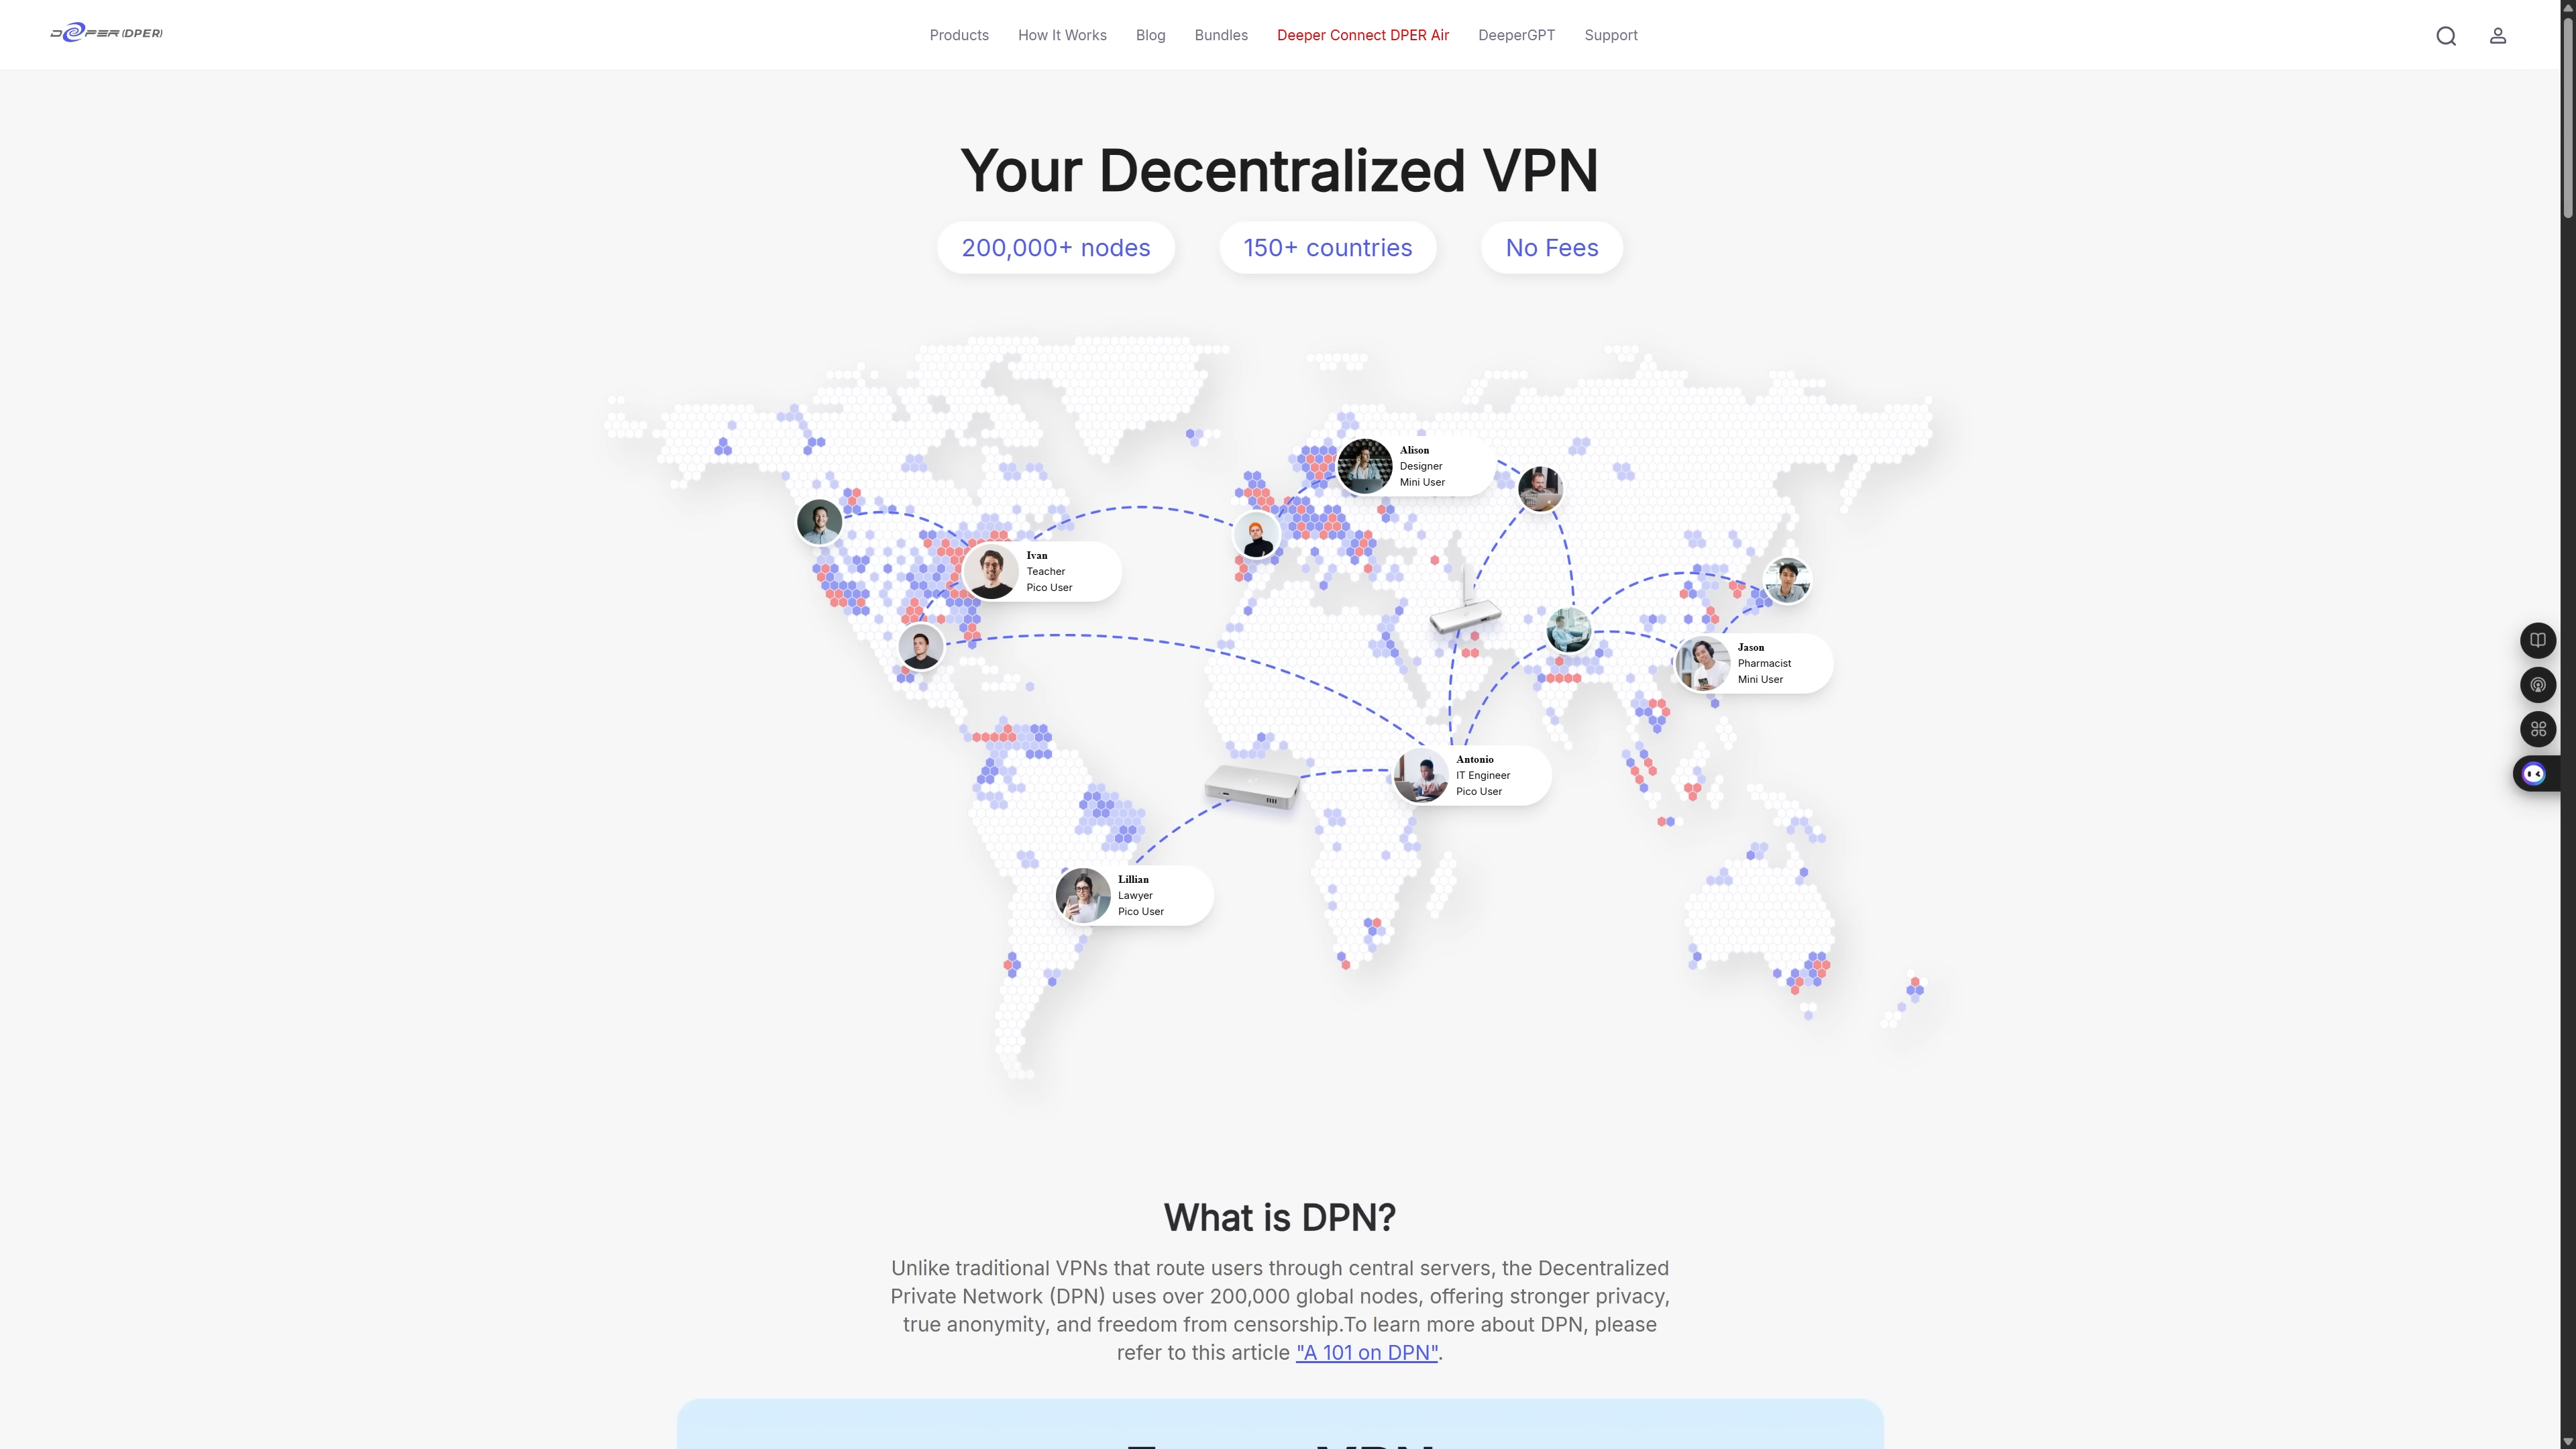 DEEPER (DPER)
Products
How It Works
Blog
Bundles
Deeper Connect DPER Air
DeeperGPT
Support
Your Decentralized VPN
200,000+ nodes
150+ countries
No Fees
Alison
Designer
Mini User
Ivan
Teacher
Pico User
Jason
Pharmacist
Mini User
Antonio
IT Engineer
Pico User
Lillian
Lawyer
Pico User
What is DPN?
Unlike traditional VPNs that route users through central servers, the Decentralized
Private Network (DPN) uses over 200,000 global nodes, offering stronger privacy,
true anonymity, and freedom from censorship.To learn more about DPN, please
refer to this article "A 101 on DPN".